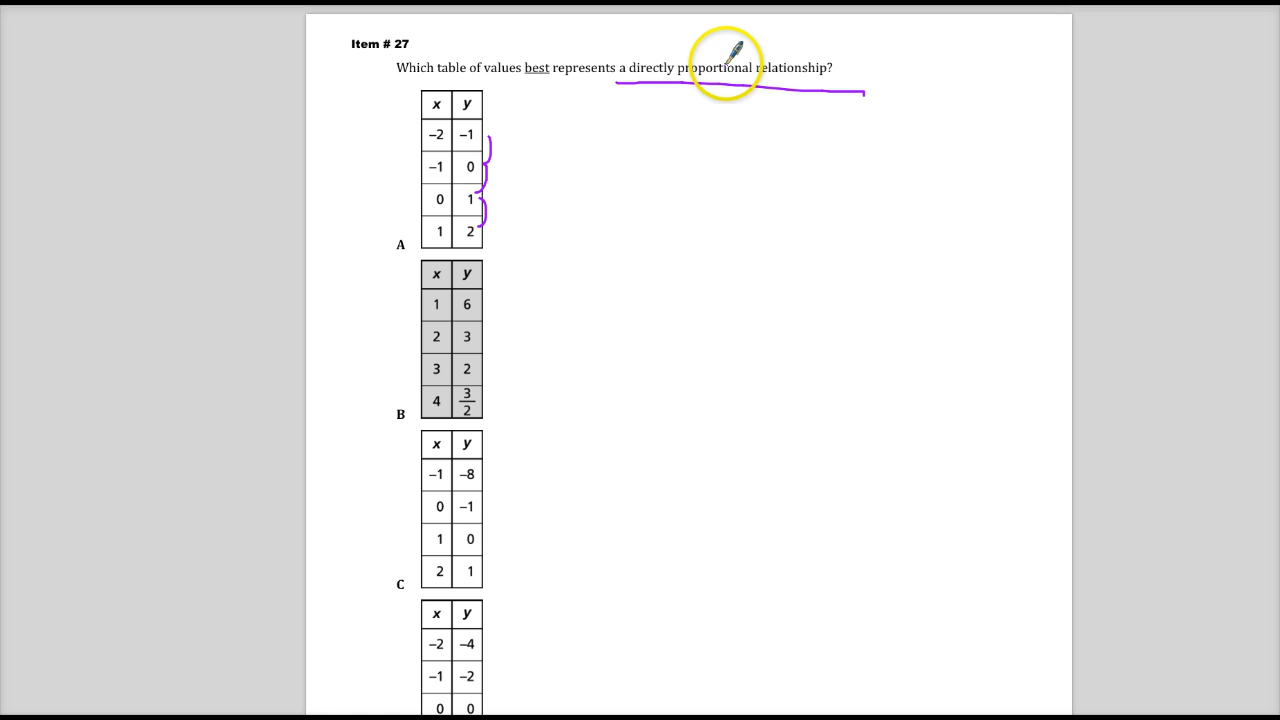 Item # 27
Which table of values best represents a directly proportional relationship?
x y
–2 –1
–1 0
0 1
1 2
A
x y
1 6
2 3
3 2
4 3/2
B
x y
–1 –8
0 –1
1 0
2 1
C
x y
–2 –4
–1 –2
0 0